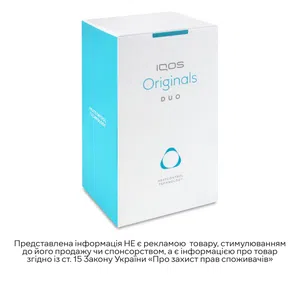 IQOS
Originals
DUO
Представлена інформація НЕ є рекламою товару, стимулюванням
до його продажу чи спонсорством, а є інформацією про товар
згідно із ст. 15 Закону України «Про захист прав споживачів»